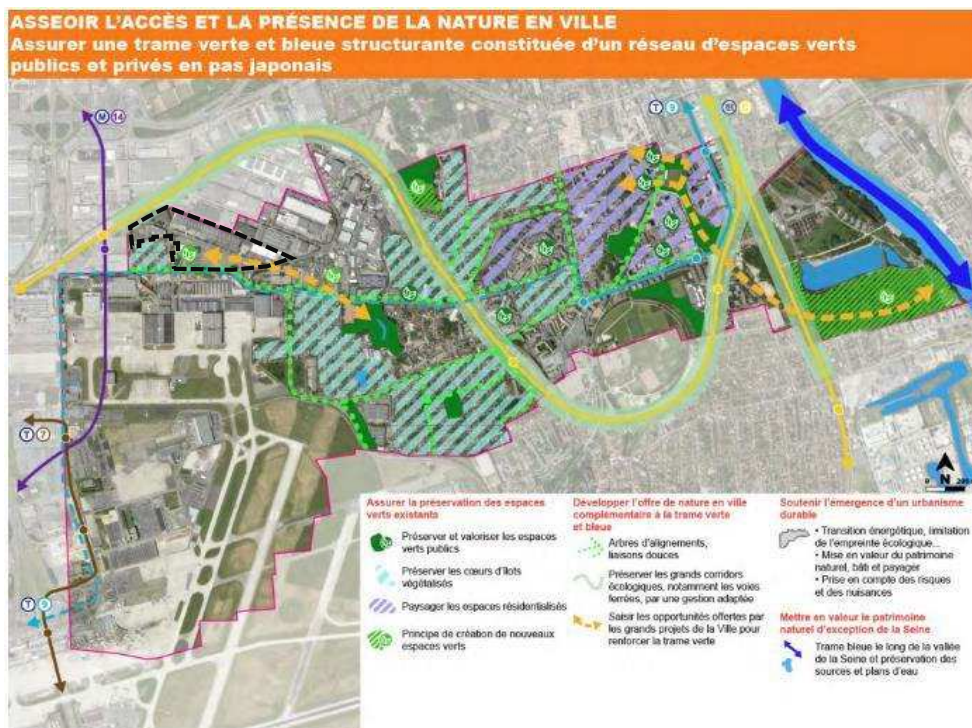 ASSEOIR L'ACCÈS ET LA PRÉSENCE DE LA NATURE EN VILLE
Assurer une trame verte et bleue structurante constituée d'un réseau d'espaces verts
publics et privés en pas japonais
M 14
T 9
C
T 7
T 9
N
0
Assurer la préservation des espaces
verts existants
Préserver et valoriser les espaces
verts publics
Préserver les cœurs d'îlots
végétalisés
Paysager les espaces résidentialisés
Principe de création de nouveaux
espaces verts
Développer l'offre de nature en ville
complémentaire à la trame verte
et bleue
Arbres d'alignements,
liaisons douces
Préserver les grands corridors
écologiques, notamment les voies
ferrées, par une gestion adaptée
Saisir les opportunités offertes par
les grands projets de la Ville pour
renforcer la trame verte
Soutenir l'émergence d'un urbanisme
durable
• Transition énergétique, limitation
de l'empreinte écologique...
• Mise en valeur du patrimoine
naturel, bâti et payager
• Prise en compte des risques
et des nuisances
Mettre en valeur le patrimoine
naturel d'exception de la Seine
Trame bleue le long de la vallée
de la Seine et préservation des
sources et plans d'eau